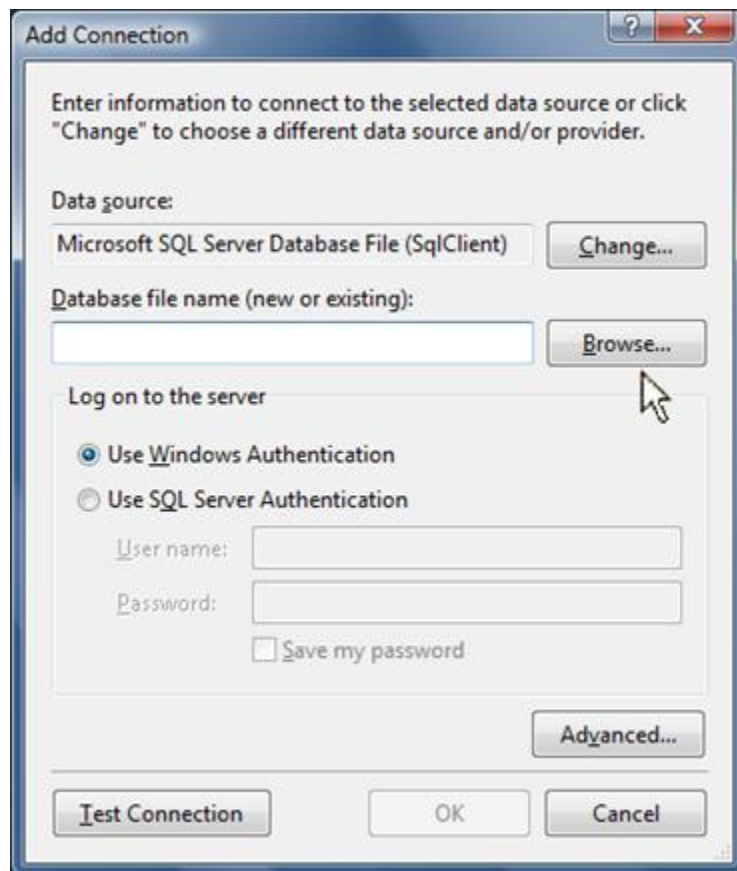 Add Connection
?
X
Enter information to connect to the selected data source or click
"Change" to choose a different data source and/or provider.
Data source:
Microsoft SQL Server Database File (SqlClient)
Change...
Database file name (new or existing):
Browse...
Log on to the server
Use Windows Authentication
Use SQL Server Authentication
User name:
Password:
Save my password
Advanced...
Test Connection
OK
Cancel